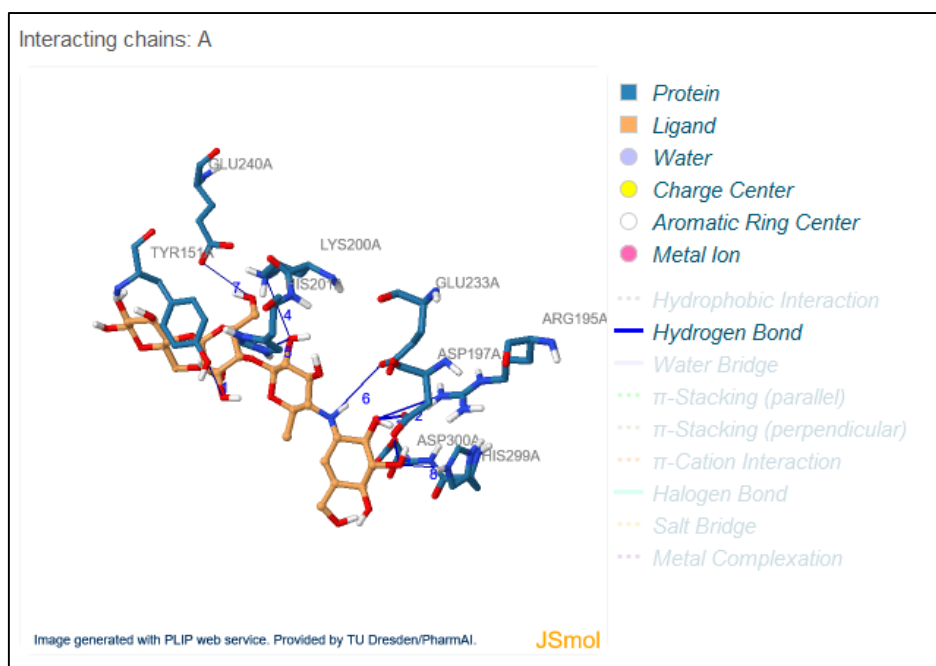 Interacting chains: A
GLU240A
TYR151A
LYS200A
HIS201A
GLU233A
ARG195A
ASP197A
ASP300A
HIS299A
7
4
6
2
8
Protein
Ligand
Water
Charge Center
Aromatic Ring Center
Metal Ion
Hydrophobic Interaction
Hydrogen Bond
Water Bridge
π-Stacking (parallel)
π-Stacking (perpendicular)
π-Cation Interaction
Halogen Bond
Salt Bridge
Metal Complexation
Image generated with PLIP web service. Provided by TU Dresden/PharmAI.
JSmol